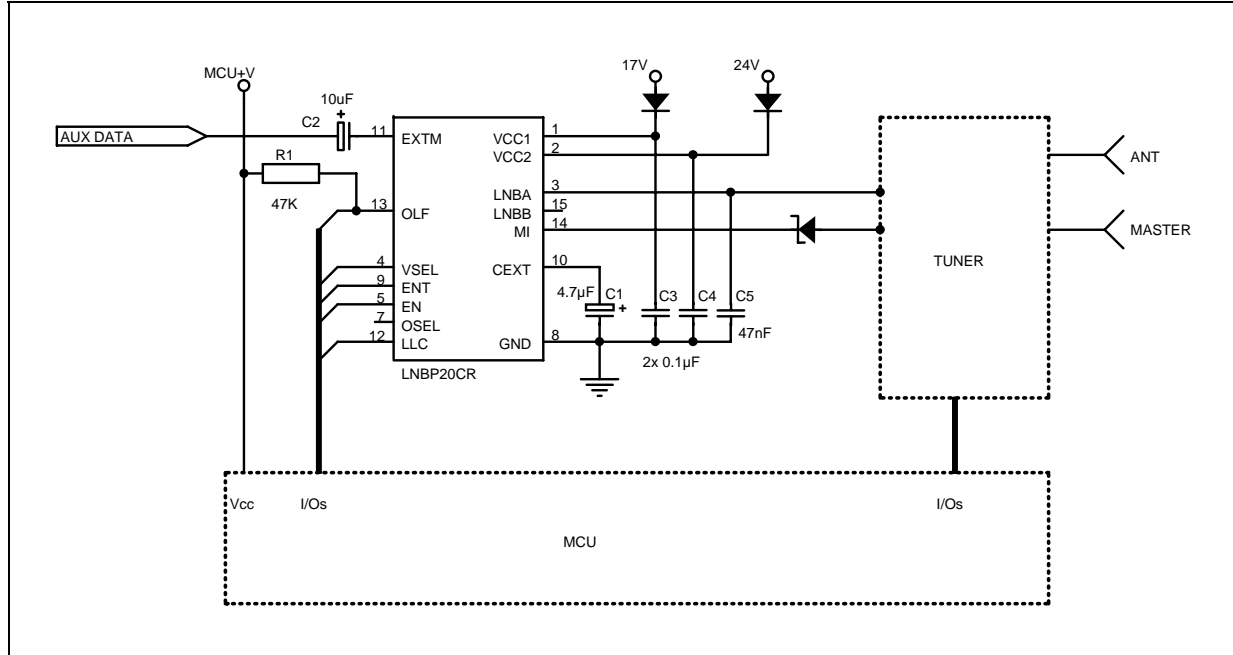 17V
24V
MCU+V
10uF
+
C2
11
EXTM
AUX DATA
VCC1
1
VCC2
2
ANT
R1
47K
LNBA
3
13
OLF
LNBB
15
MI
14
MASTER
TUNER
4
VSEL
CEXT
10
9
ENT
4.7µF
C1
+
C3
C4
C5
5
EN
7
OSEL
47nF
12
LLC
GND
8
2x 0.1µF
LNBP20CR
Vcc
I/Os
I/Os
MCU